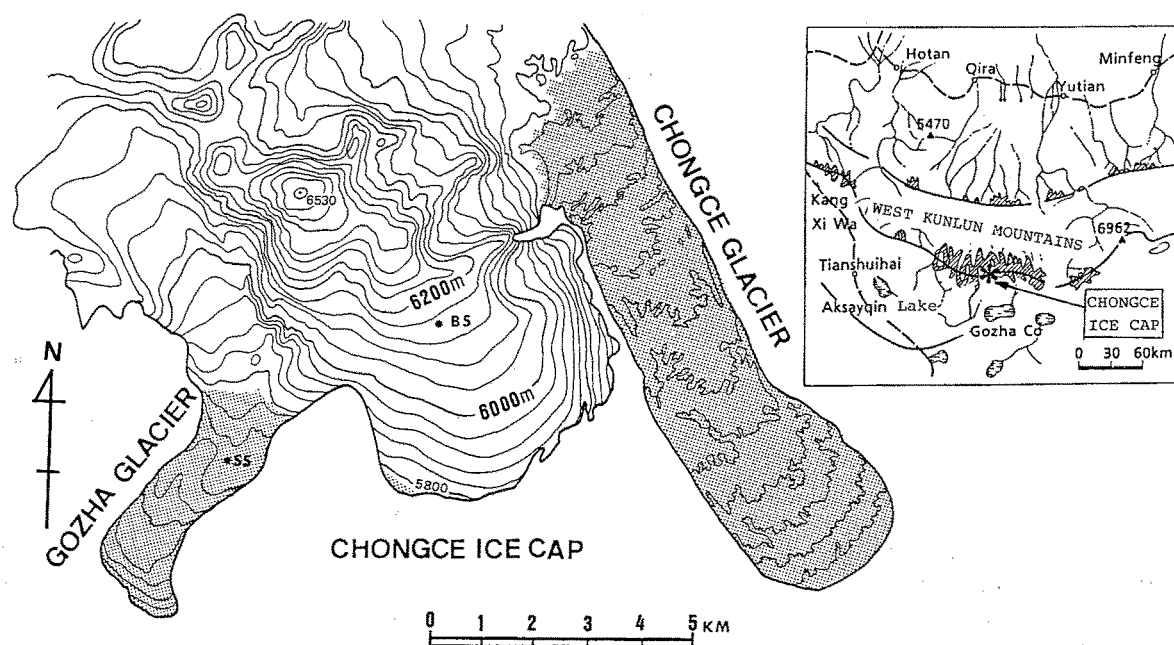 6530
CHONGCE GLACIER
6200m
BS
N
6000m
GOZHA GLACIER
SS
5800
CHONGCE ICE CAP
0 1 2 3 4 5 KM
Hotan
Qira
Minfeng
Yutian
5470
Kang
Xi Wa
WEST KUNLUN MOUNTAINS
6962
Tianshuihai
Aksayqin Lake
CHONGCE
ICE CAP
Gozha Co
0 30 60km